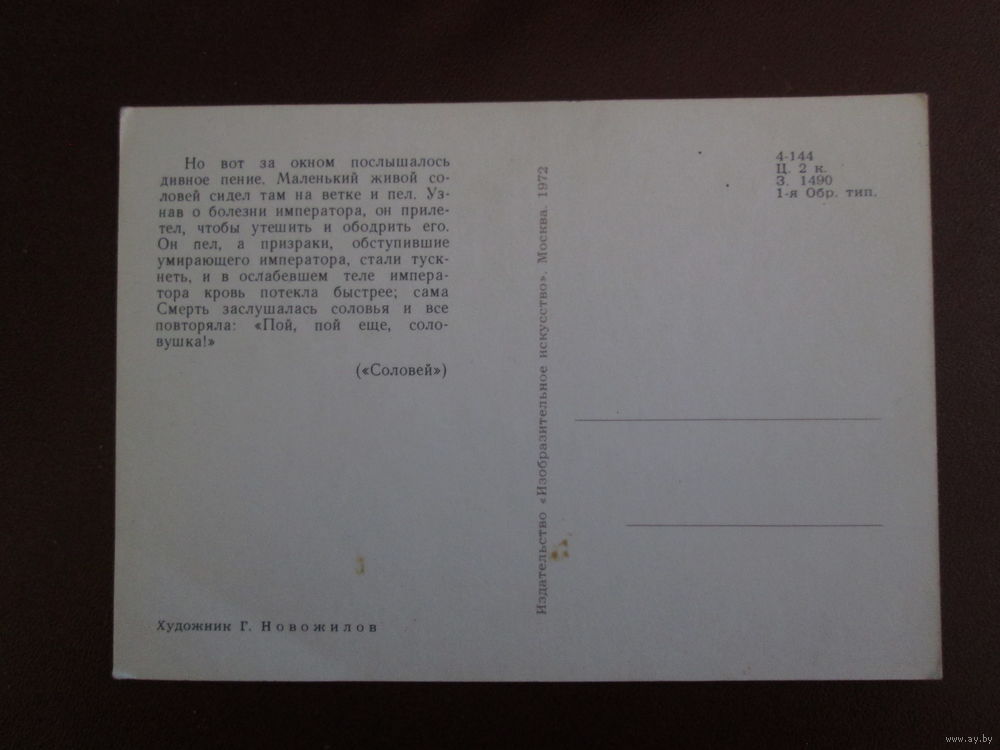 Но вот за окном послышалось
дивное пение. Маленький живой со-
ловей сидел там на ветке и пел. Уз-
нав о болезни императора, он приле-
тел, чтобы утешить и ободрить его.
Он пел, а призраки, обступившие
умирающего императора, стали туск-
неть, и в ослабевшем теле импера-
тора кровь потекла быстрее; сама
Смерть заслушалась соловья и все
повторяла: «Пой, пой еще, соло-
вушка!»
(«Соловей»)
Художник Г. Новожилов
Издательство «Изобразительное искусство». Москва. 1972
4-144
Ц. 2 к.
З. 1490
1-я Обр. тип.
www.ay.by